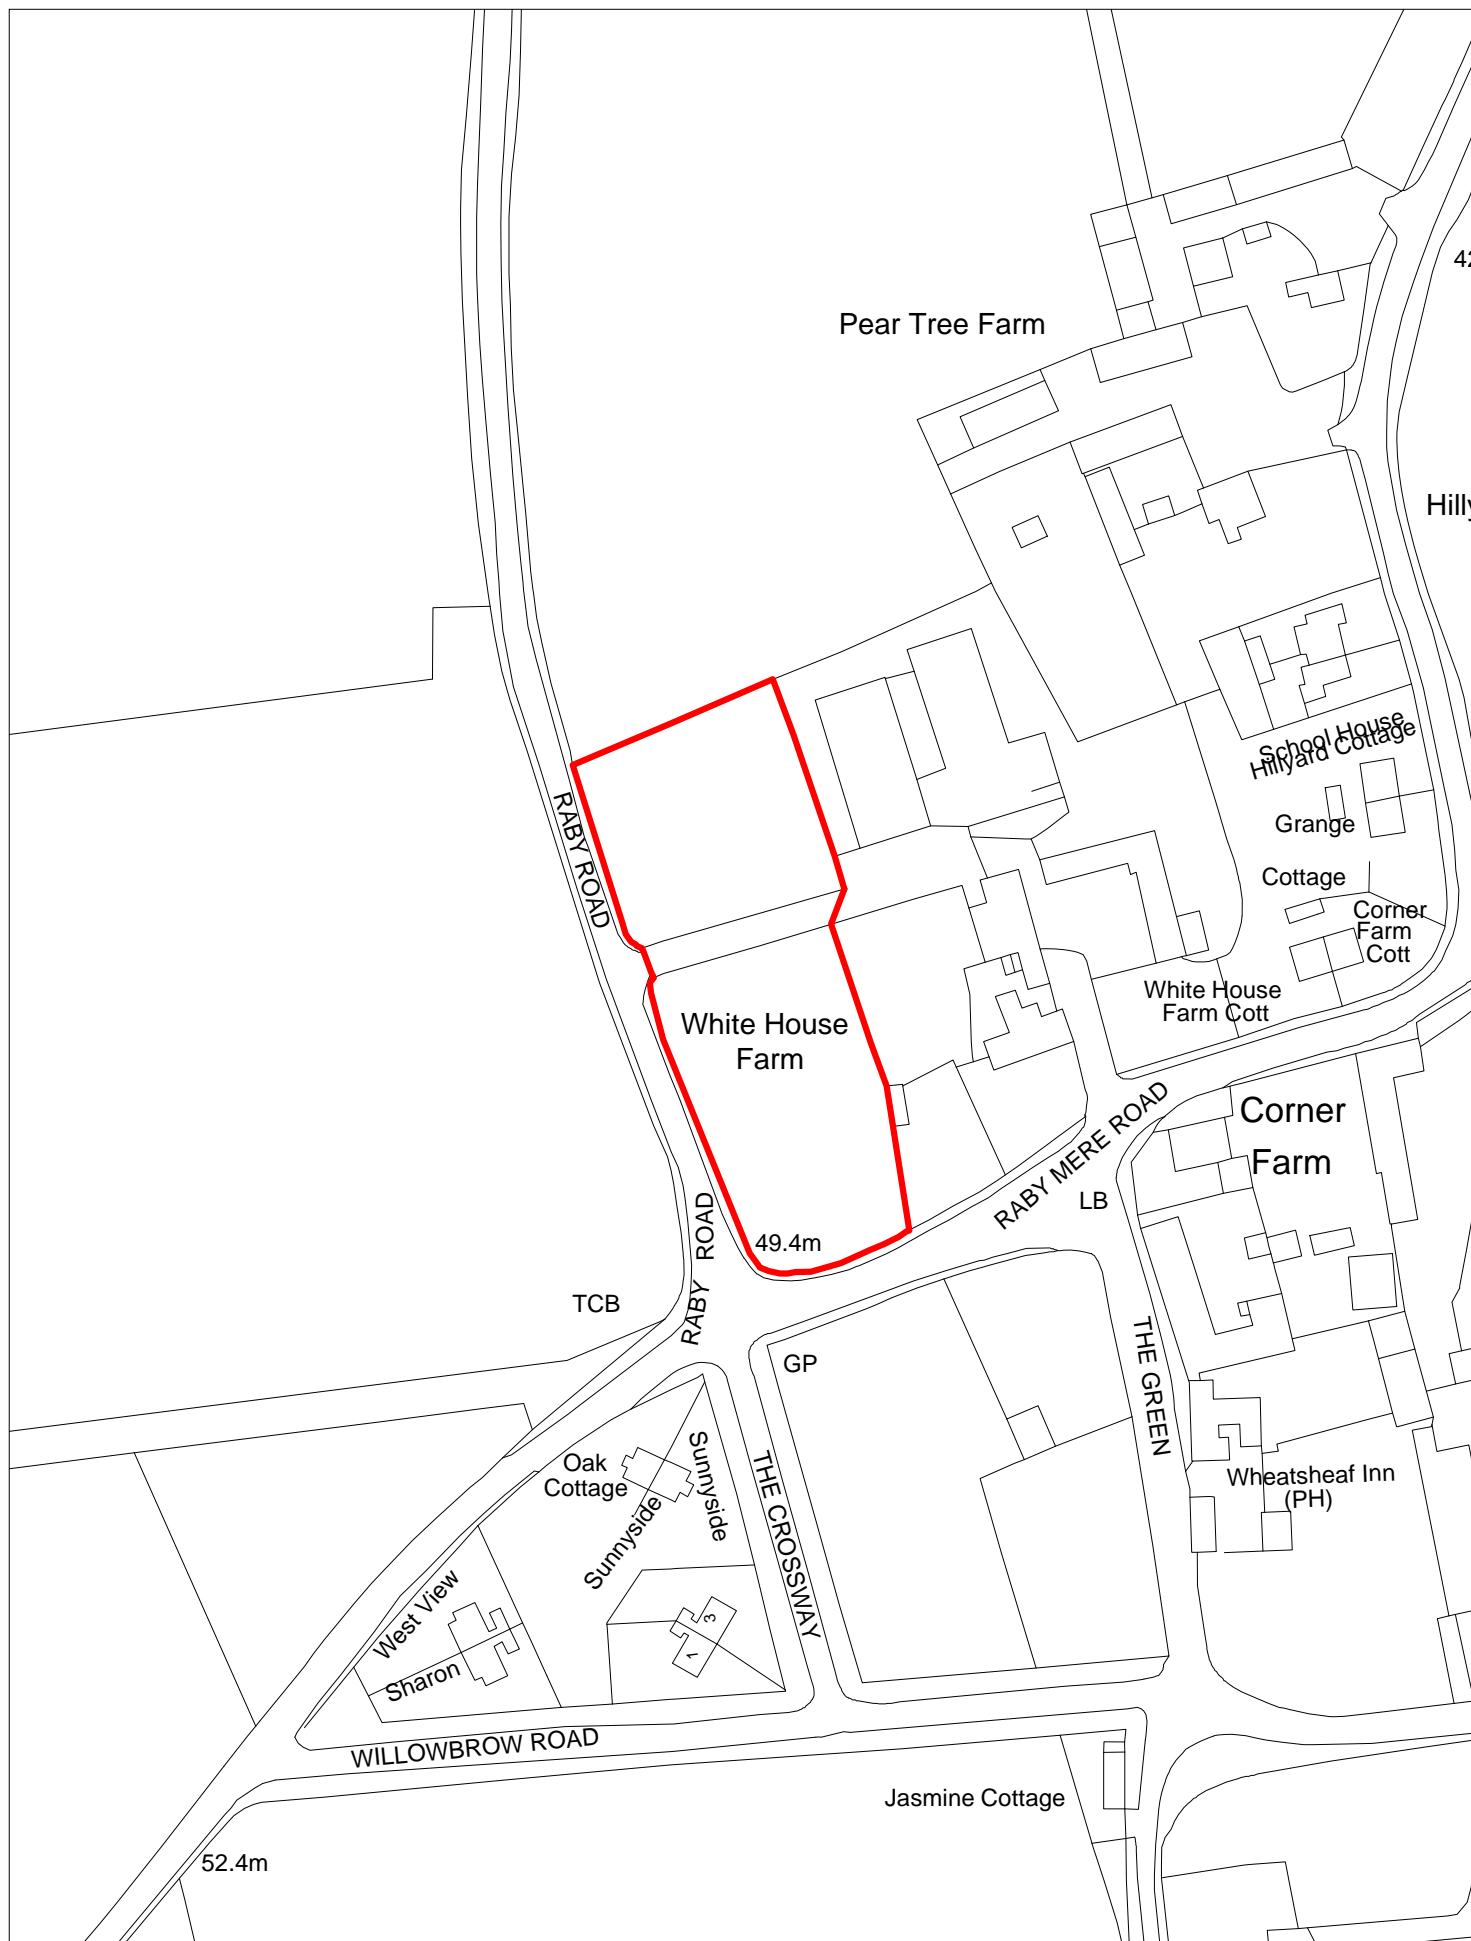 42
Pear Tree Farm
Hilly
School House
Hillyard Cottage
RABY ROAD
Grange
Cottage
Corner
Farm
Cott
White House
Farm Cott
White House
Farm
RABY MERE ROAD
Corner
Farm
LB
RABY ROAD
49.4m
TCB
GP
THE GREEN
Oak
Cottage
Sunnyside
Sunnyside
THE CROSSWAY
Wheatsheaf Inn
(PH)
West View
Sharon
3
1
WILLOWBROW ROAD
Jasmine Cottage
52.4m